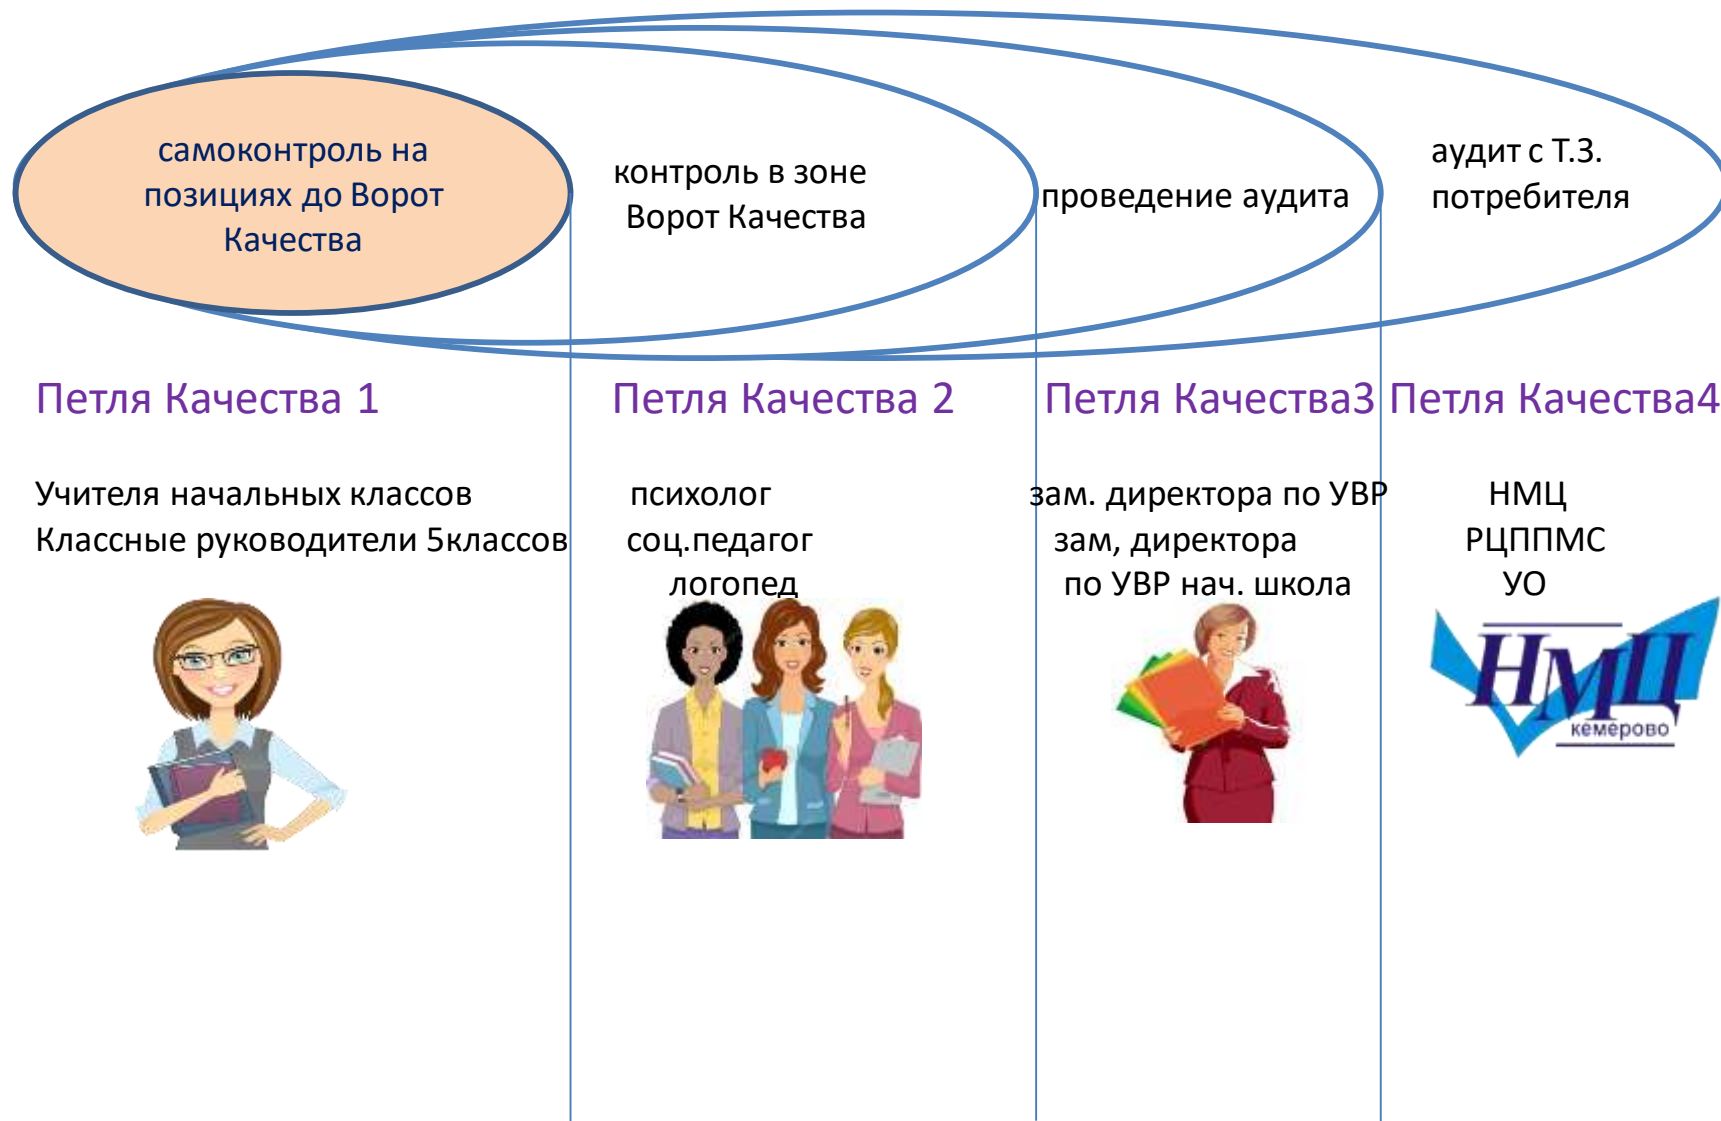 самоконтроль на
позициях до Ворот
Качества
контроль в зоне
Ворот Качества
проведение аудита
аудит с Т.З.
потребителя
Петля Качества 1
Петля Качества 2
Петля Качества3
Петля Качества4
Учителя начальных классов
Классные руководители 5классов
психолог
соц.педагог
логопед
зам. директора по УВР
зам, директора
по УВР нач. школа
НМЦ
РЦППМС
УО
НМЦ
кемерово